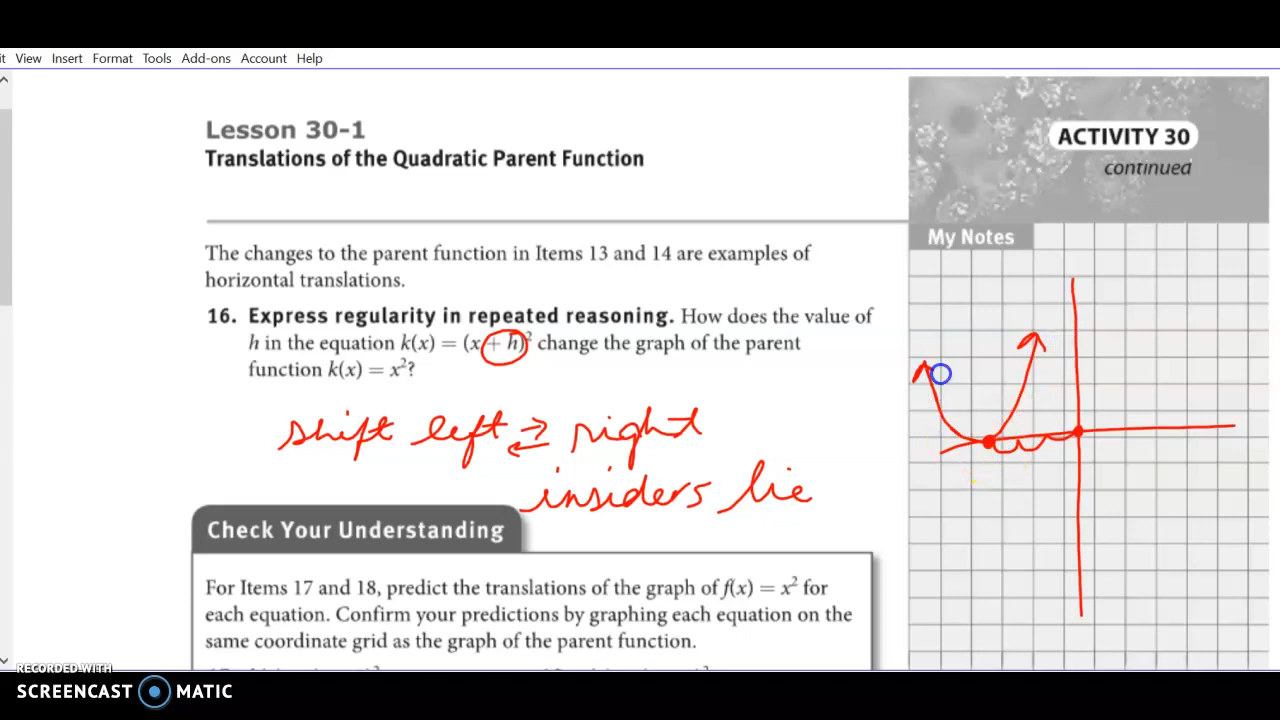 it View Insert Format Tools Add-ons Account Help
Lesson 30-1
Translations of the Quadratic Parent Function
ACTIVITY 30
continued
My Notes
The changes to the parent function in Items 13 and 14 are examples of
horizontal translations.
16. Express regularity in repeated reasoning. How does the value of
h in the equation k(x) = (x + h)² change the graph of the parent
function k(x) = x²?
shift left ⇄ right
insiders lie
Check Your Understanding
For Items 17 and 18, predict the translations of the graph of f(x) = x² for
each equation. Confirm your predictions by graphing each equation on the
same coordinate grid as the graph of the parent function.
RECORDED WITH
SCREENCAST MATIC